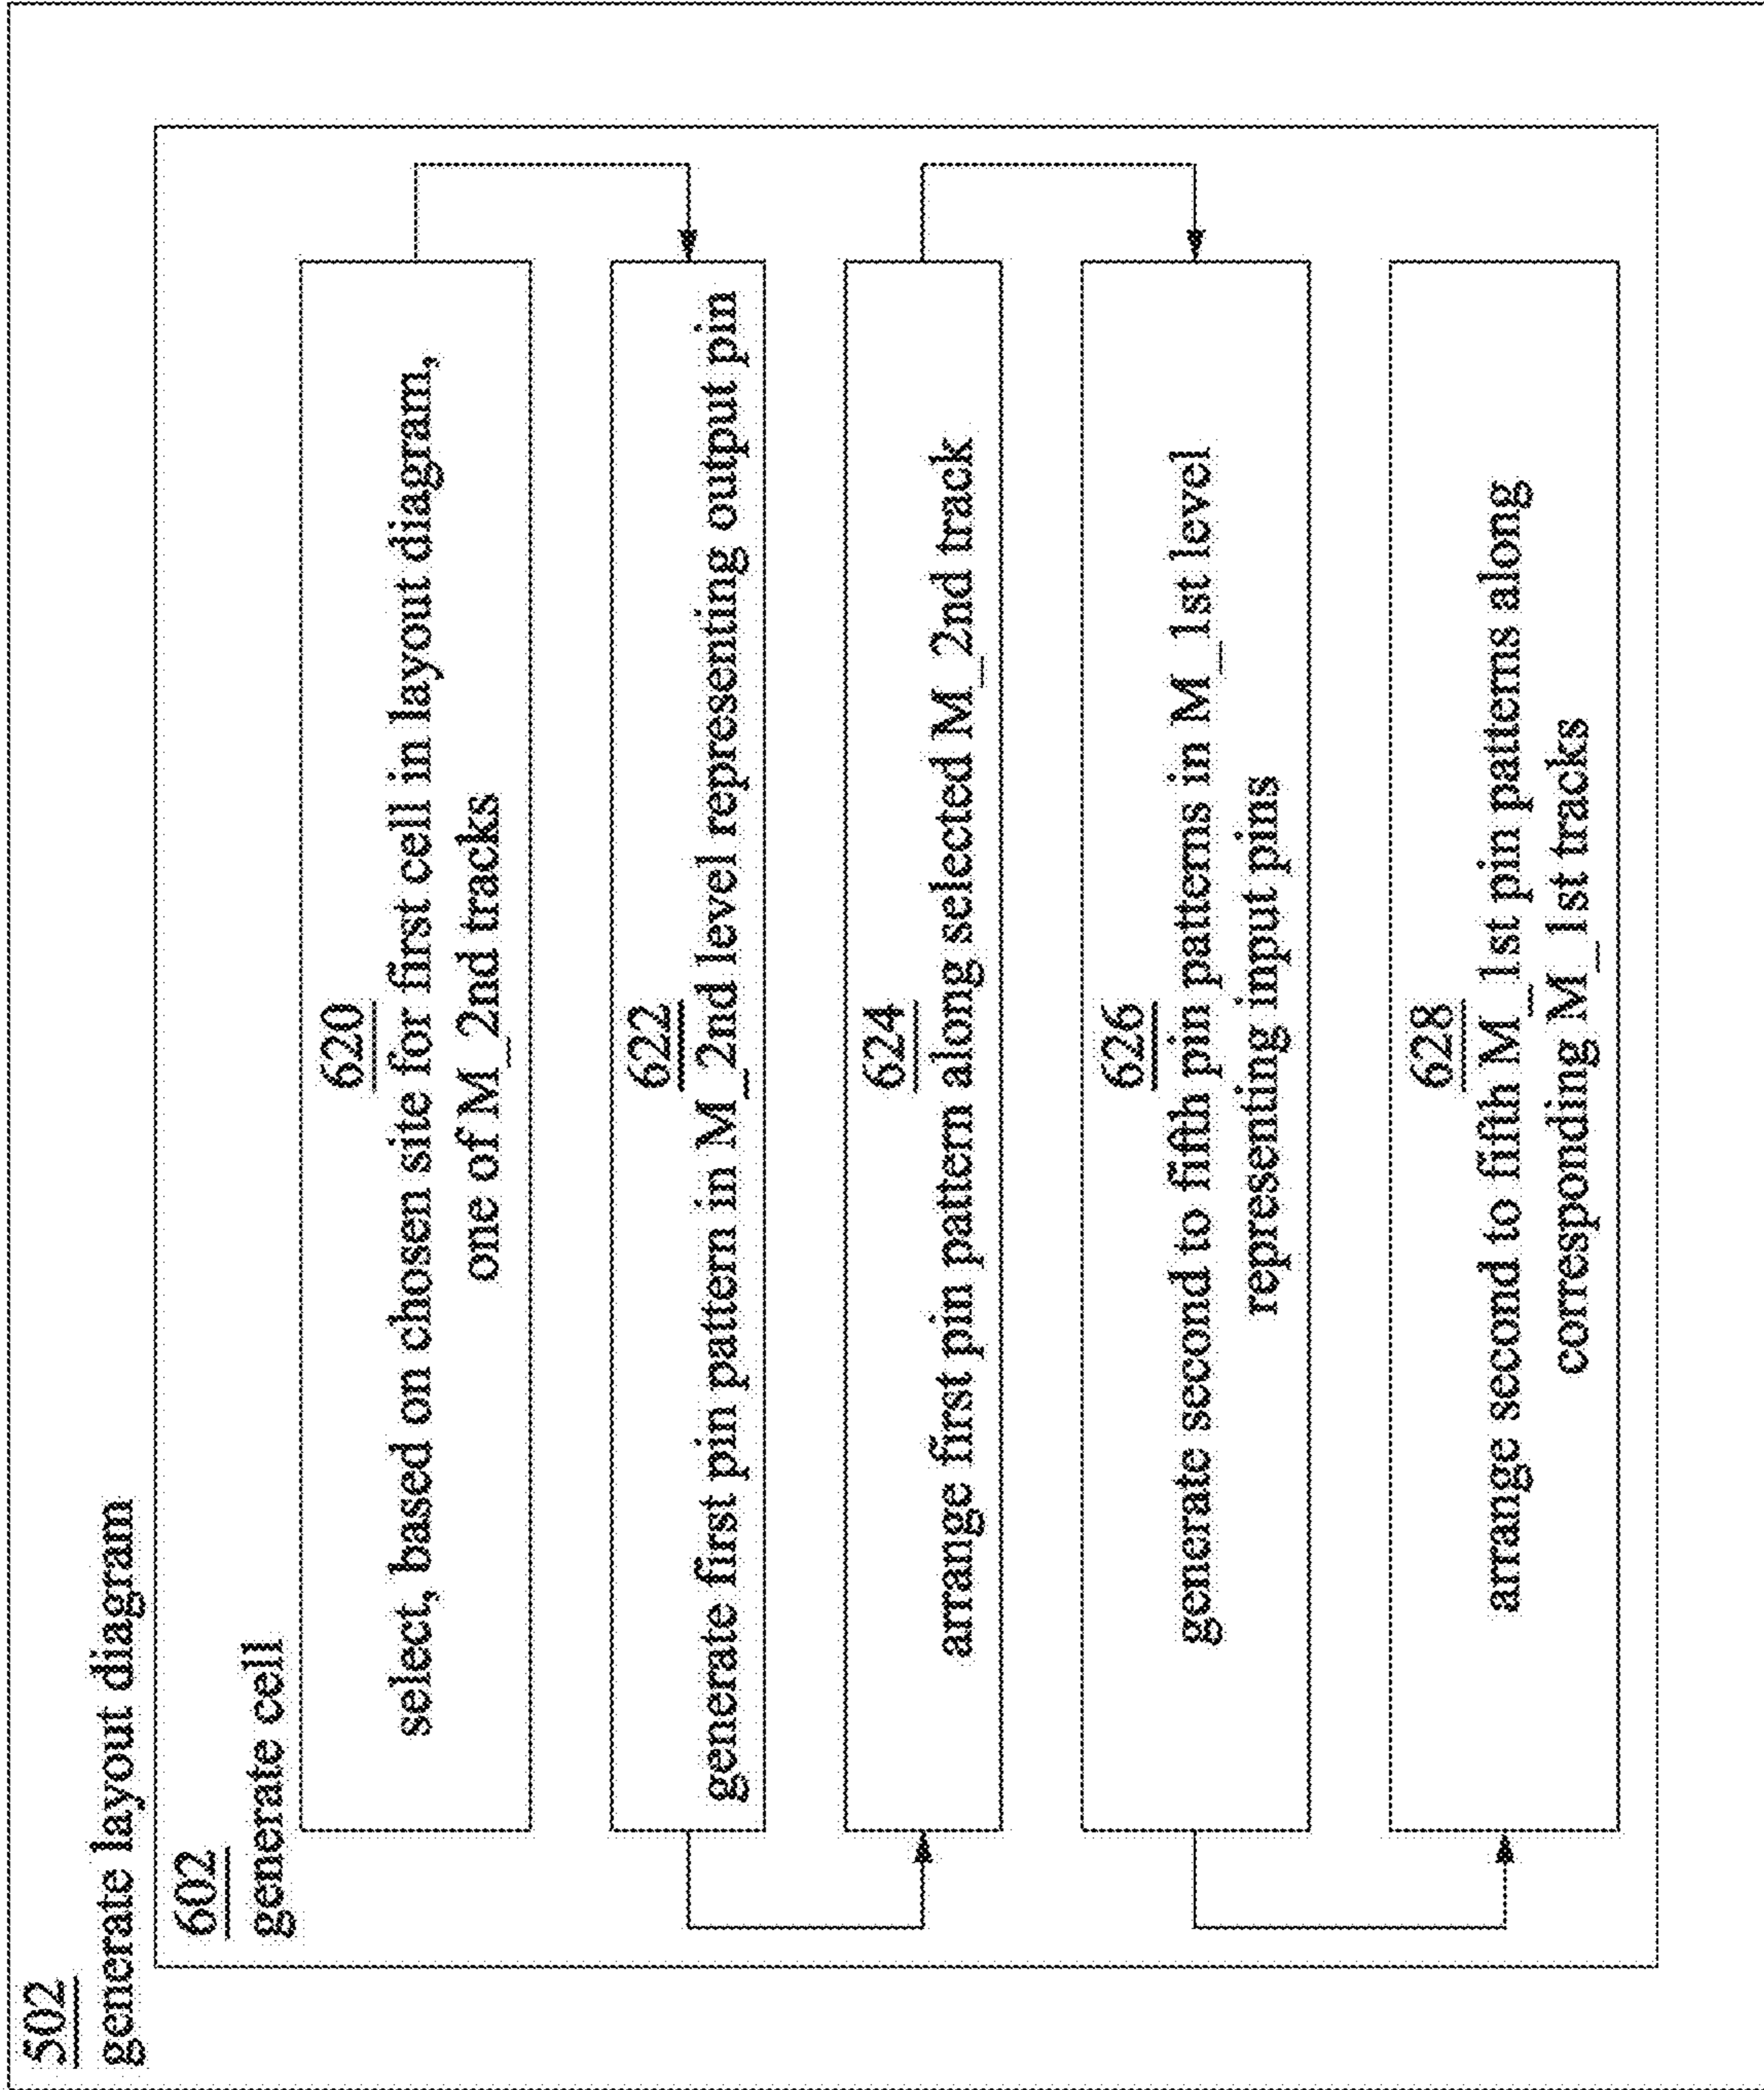 502
generate layout diagram
602
generate cell
620
select, based on chosen site for first cell in layout diagram,
one of M_2nd tracks
622
generate first pin pattern in M_2nd level representing output pin
624
arrange first pin pattern along selected M_2nd track
626
generate second to fifth pin patterns in M_1st level
representing input pins
628
arrange second to fifth M_1st pin patterns along
corresponding M_1st tracks